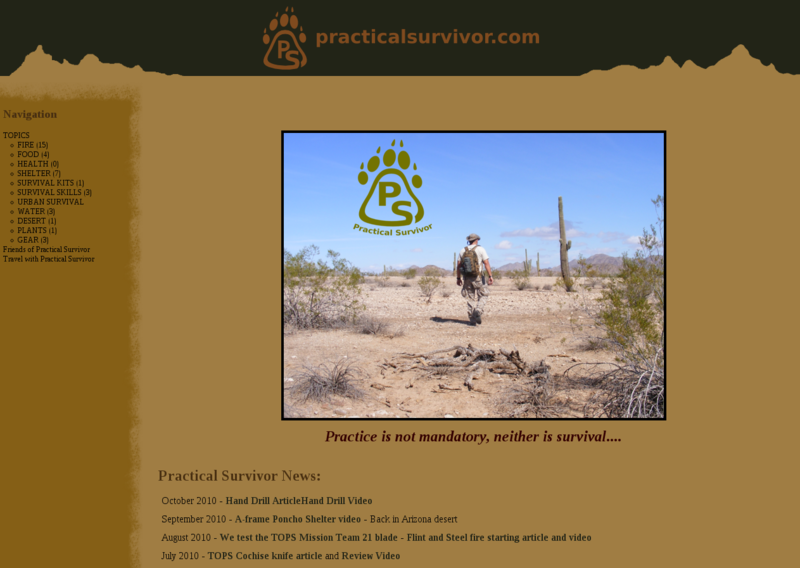 PS
practicalsurvivor.com
Navigation
TOPICS
FIRE (15)
FOOD (4)
HEALTH (0)
SHELTER (7)
SURVIVAL KITS (1)
SURVIVAL SKILLS (3)
URBAN SURVIVAL
WATER (3)
DESERT (1)
PLANTS (1)
GEAR (3)
Friends of Practical Survivor
Travel with Practical Survivor
PS
Practical Survivor
Practice is not mandatory, neither is survival....
Practical Survivor News:
October 2010 - Hand Drill ArticleHand Drill Video
September 2010 - A-frame Poncho Shelter video - Back in Arizona desert
August 2010 - We test the TOPS Mission Team 21 blade - Flint and Steel fire starting article and video
July 2010 - TOPS Cochise knife article and Review Video